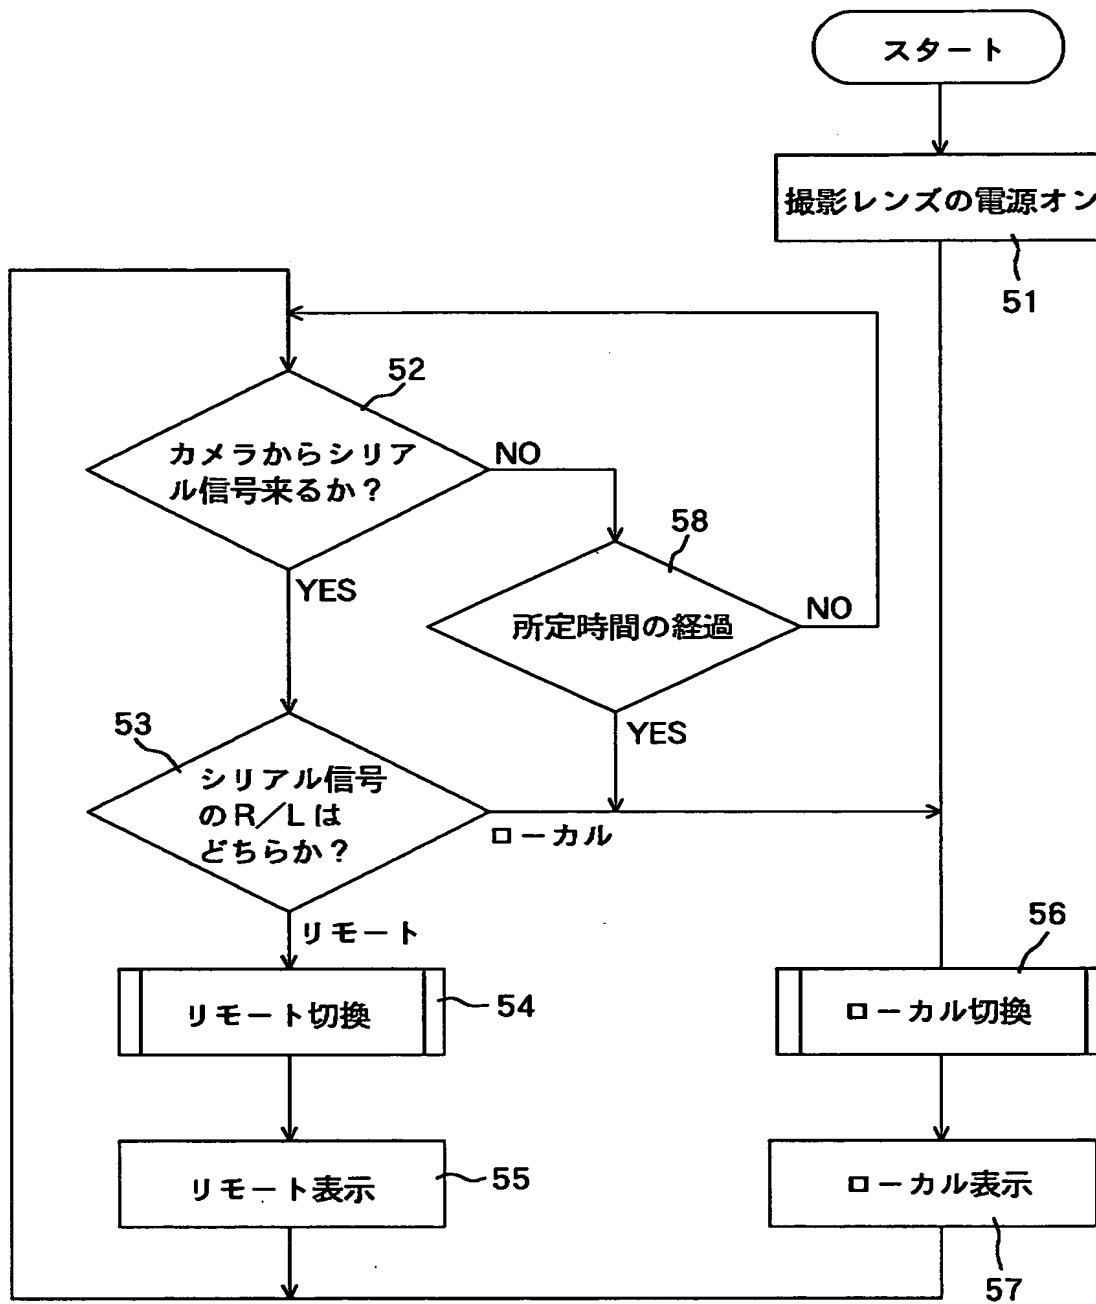 スタート
撮影レンズの電源オン
51
52
カメラからシリア
ル信号来るか？
NO
YES
58
所定時間の経過
NO
YES
53
シリアル信号
のR／Lは
どちらか？
ローカル
リモート
リモート切換
54
56
ローカル切換
リモート表示
55
ローカル表示
57